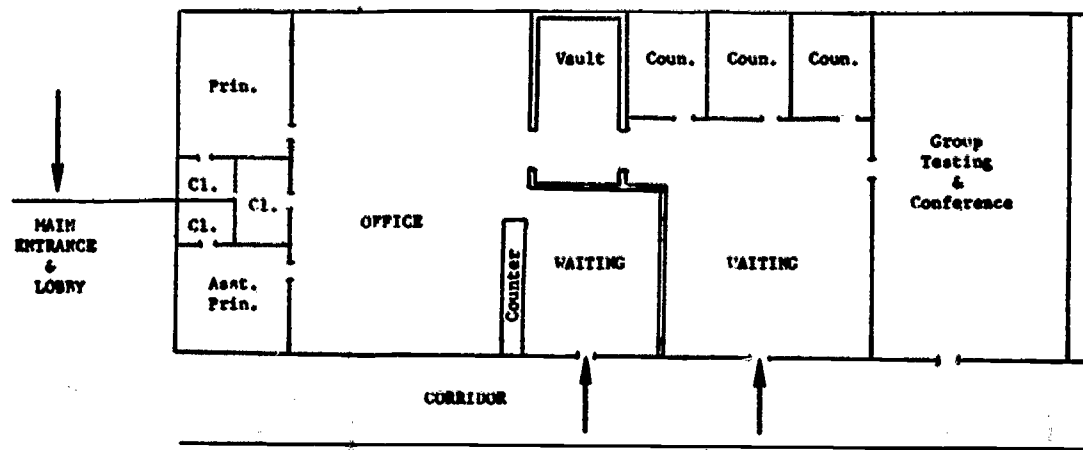 Vault
Coun.
Coun.
Coun.
Prin.
Group
Testing
&
Conference
Cl.
Cl.
Cl.
MAIN
ENTRANCE
&
LOBBY
OFFICE
Counter
WAITING
WAITING
Asst.
Prin.
CORRIDOR